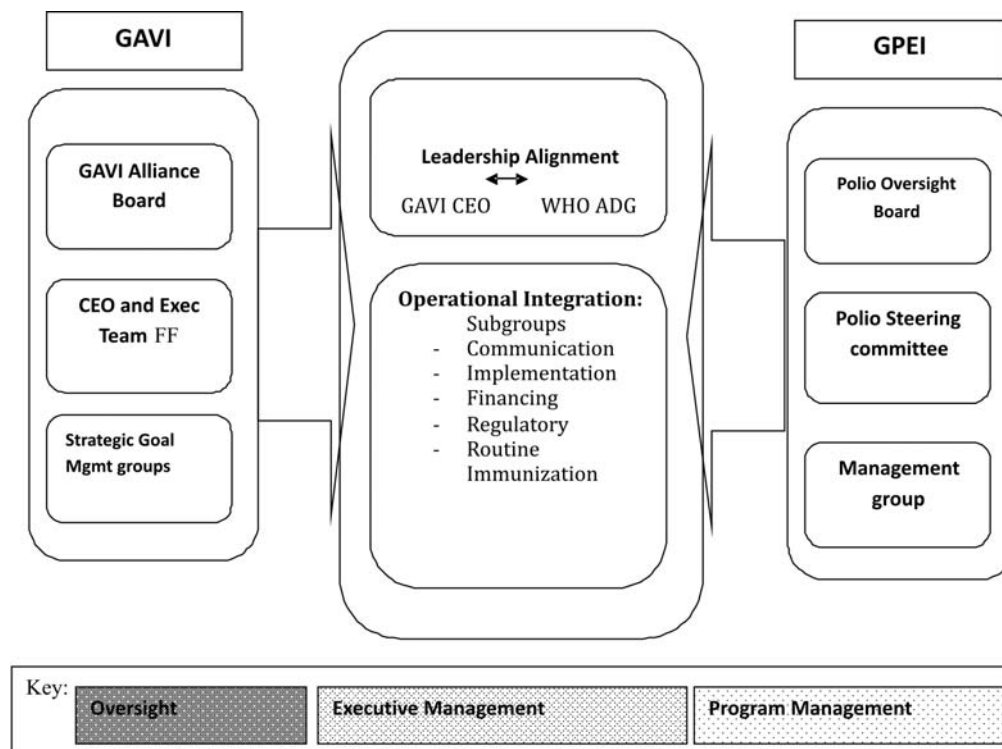 GAVI
GAVI Alliance
Board
CEO and Exec
Team FF
Strategic Goal
Mgmt groups
Leadership Alignment
GAVI CEO WHO ADG
Operational Integration:
Subgroups
- Communication
- Implementation
- Financing
- Regulatory
- Routine
Immunization
GPEI
Polio Oversight
Board
Polio Steering
committee
Management
group
Key:
Oversight
Executive Management
Program Management